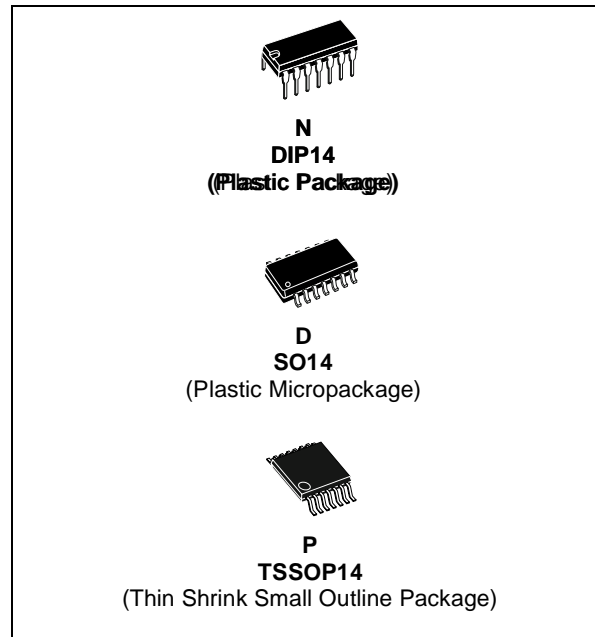 N
DIP14
(Plastic Package)
D
SO14
(Plastic Micropackage)
P
TSSOP14
(Thin Shrink Small Outline Package)